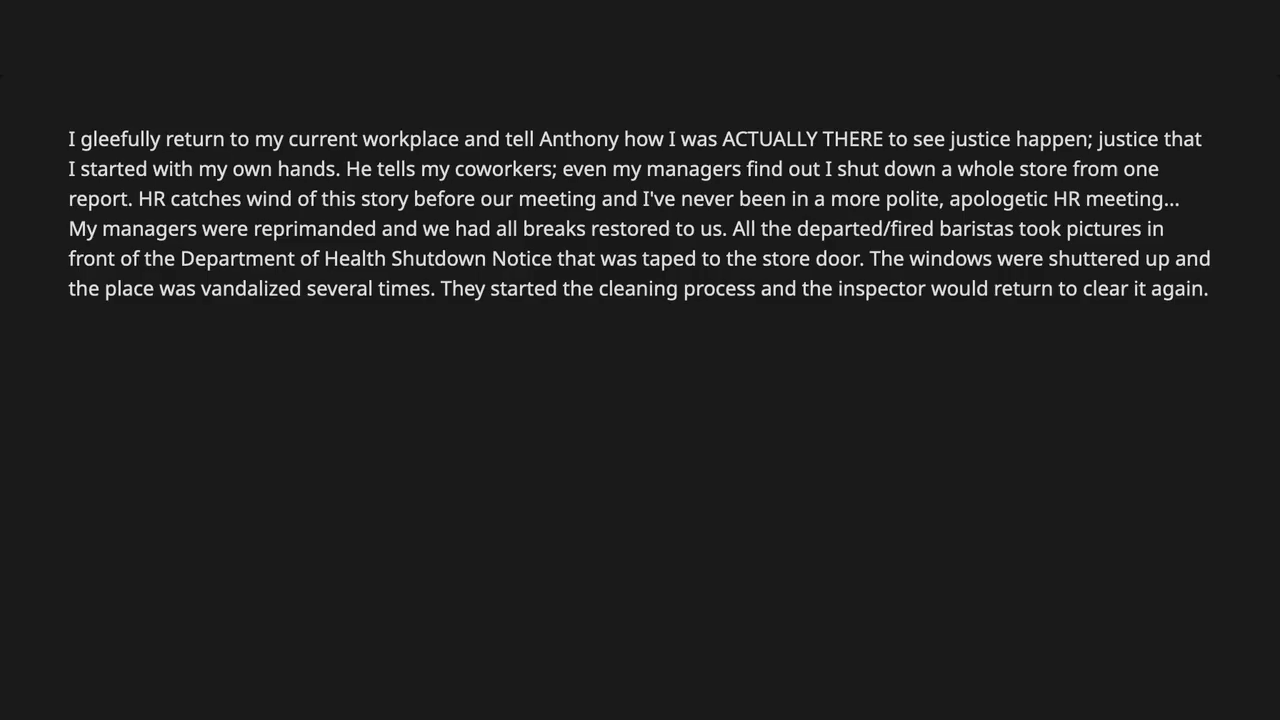 I gleefully return to my current workplace and tell Anthony how I was ACTUALLY THERE to see justice happen; justice that
I started with my own hands. He tells my coworkers; even my managers find out I shut down a whole store from one
report. HR catches wind of this story before our meeting and I've never been in a more polite, apologetic HR meeting...
My managers were reprimanded and we had all breaks restored to us. All the departed/fired baristas took pictures in
front of the Department of Health Shutdown Notice that was taped to the store door. The windows were shuttered up and
the place was vandalized several times. They started the cleaning process and the inspector would return to clear it again.